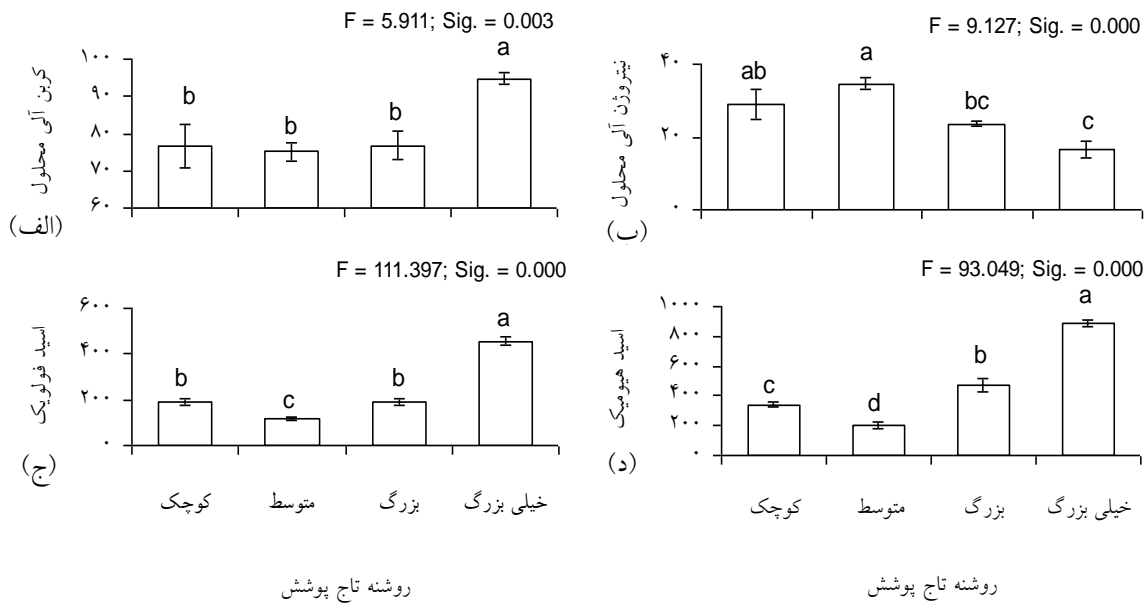 F = 5.911; Sig. = 0.003
کربن آلی محلول
۱۰۰
۹۰
۸۰
۷۰
۶۰
b
b
b
a
(الف)
F = 9.127; Sig. = 0.000
نیتروژن آلی محلول
۴۰
۲۰
۰
ab
a
bc
c
(ب)
F = 111.397; Sig. = 0.000
اسید فولویک
۶۰۰
۴۰۰
۲۰۰
۰
b
c
b
a
(ج)
کوچک
متوسط
بزرگ
خیلی بزرگ
روشنه تاج پوشش
F = 93.049; Sig. = 0.000
اسید هیومیک
۱۰۰۰
۸۰۰
۶۰۰
۴۰۰
۲۰۰
۰
c
d
b
a
(د)
کوچک
متوسط
بزرگ
خیلی بزرگ
روشنه تاج پوشش